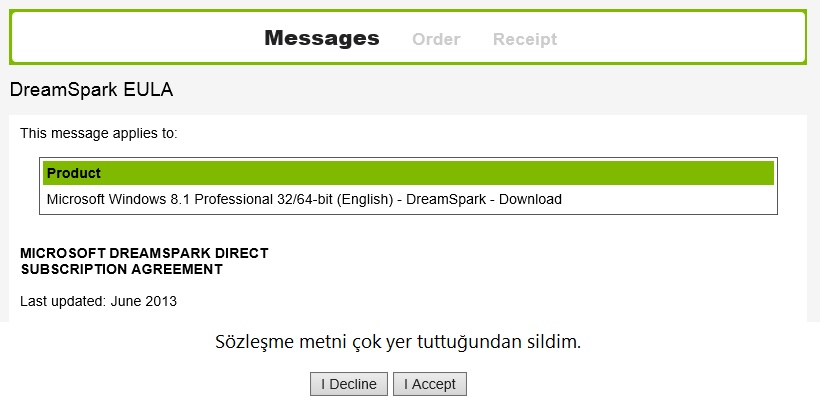 Messages Order Receipt
DreamSpark EULA
This message applies to:
Product
Microsoft Windows 8.1 Professional 32/64-bit (English) - DreamSpark - Download
MICROSOFT DREAMSPARK DIRECT
SUBSCRIPTION AGREEMENT
Last updated: June 2013
Sözleşme metni çok yer tuttuğundan sildim.
I Decline I Accept